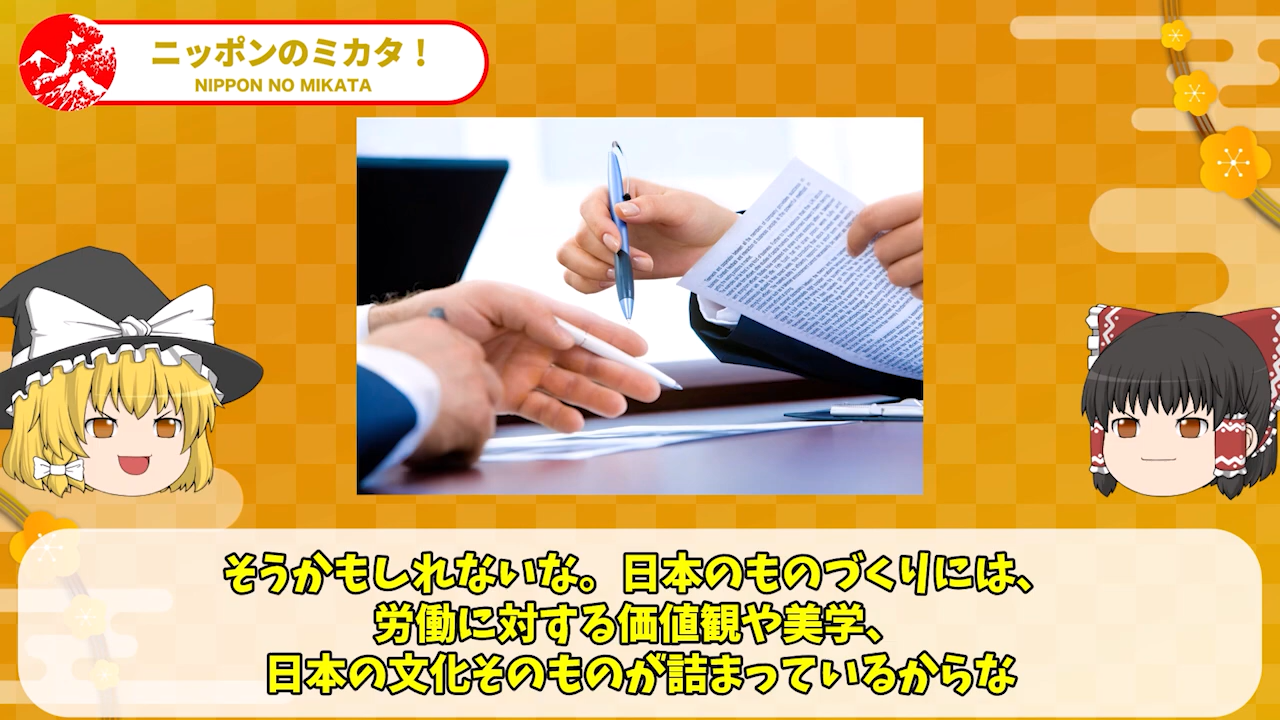 ニッポンのミカタ！
NIPPON NO MIKATA
そうかもしれないな。日本のものづくりには、
労働に対する価値観や美学、
日本の文化そのものが詰まっているからな